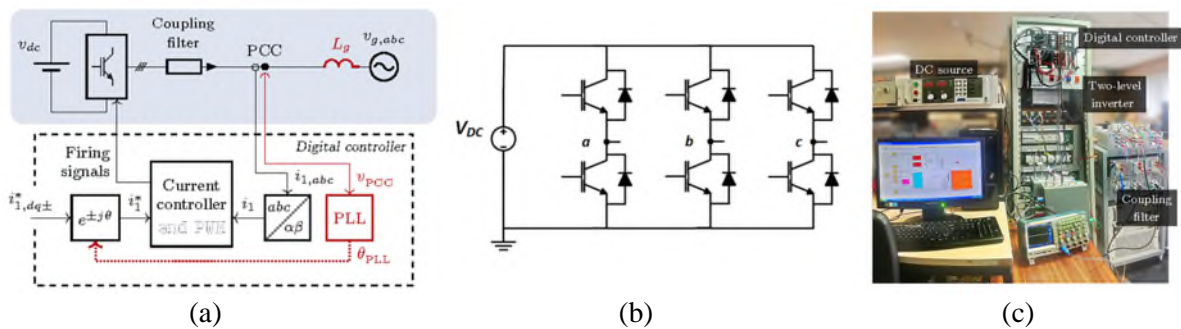 Coupling
filter
v_dc
PCC
L_g
v_g,abc
Digital controller
Firing
signals
i_1,abc
v_PCC
i*_1,dq±
e^±jθ
i*_1
Current
controller
and PWM
i_1
abc
αβ
PLL
θ_PLL
(a)
V_DC
a
b
c
(b)
Digital controller
DC source
Two-level
inverter
Coupling
filter
(c)